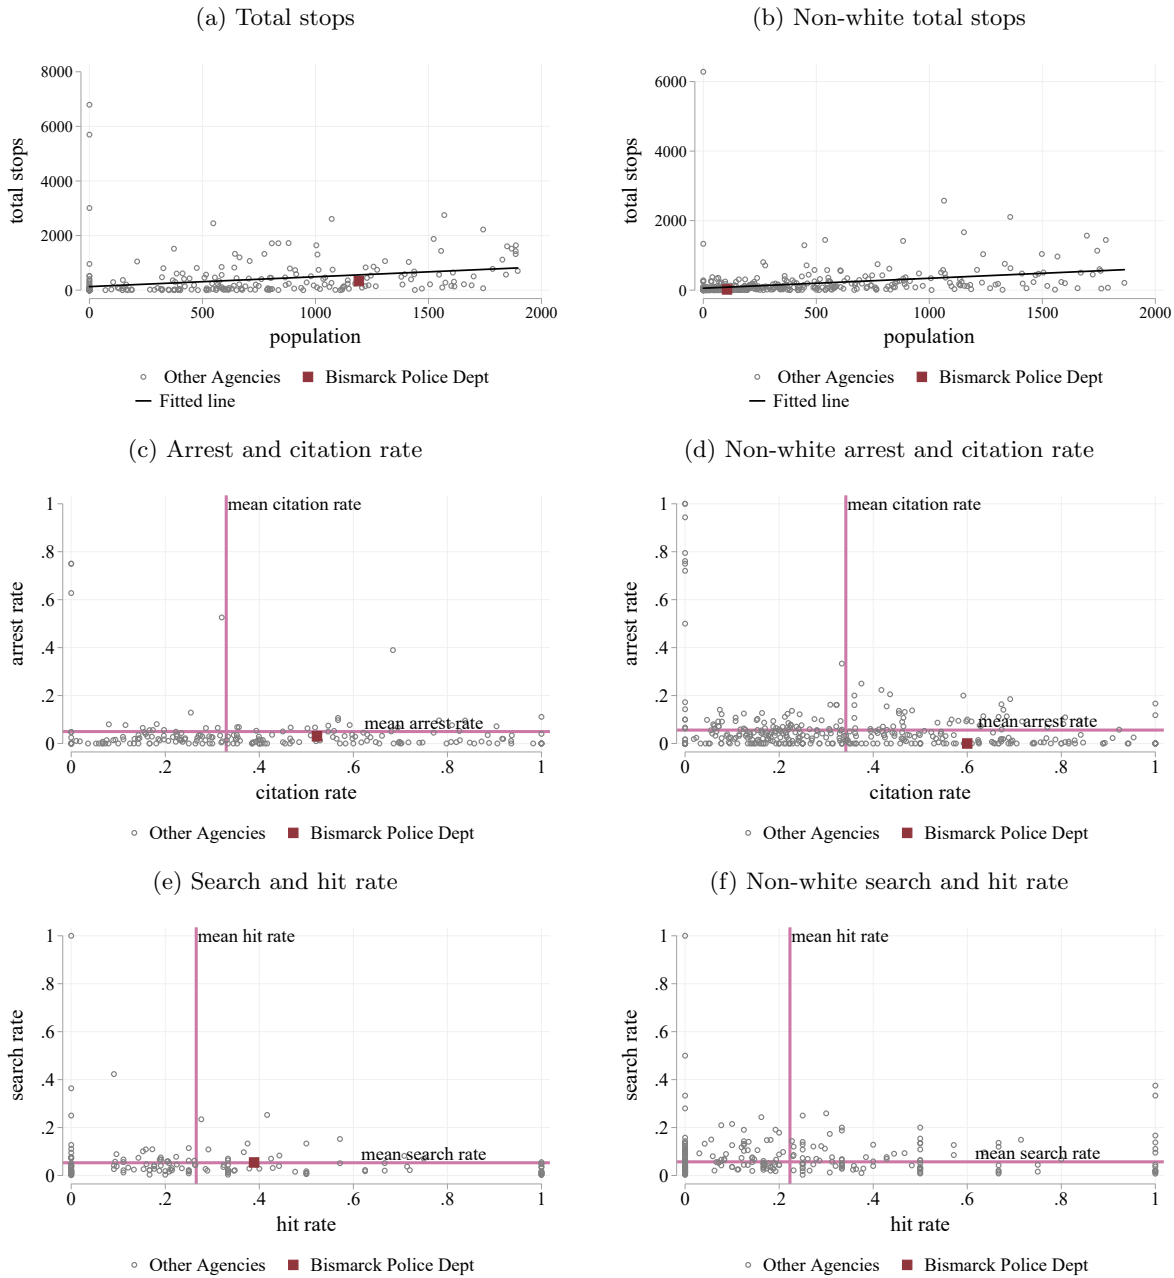 (a) Total stops
(b) Non-white total stops
8000
6000
4000
2000
0
total stops
0 500 1000 1500 2000
population
Other Agencies Bismarck Police Dept
Fitted line
6000
4000
2000
0
total stops
0 500 1000 1500 2000
population
Other Agencies Bismarck Police Dept
Fitted line
(c) Arrest and citation rate
(d) Non-white arrest and citation rate
1
.8
.6
.4
.2
0
arrest rate
mean citation rate
mean arrest rate
0 .2 .4 .6 .8 1
citation rate
Other Agencies Bismarck Police Dept
1
.8
.6
.4
.2
0
arrest rate
mean citation rate
mean arrest rate
0 .2 .4 .6 .8 1
citation rate
Other Agencies Bismarck Police Dept
(e) Search and hit rate
(f) Non-white search and hit rate
1
.8
.6
.4
.2
0
search rate
mean hit rate
mean search rate
0 .2 .4 .6 .8 1
hit rate
Other Agencies Bismarck Police Dept
1
.8
.6
.4
.2
0
search rate
mean hit rate
mean search rate
0 .2 .4 .6 .8 1
hit rate
Other Agencies Bismarck Police Dept